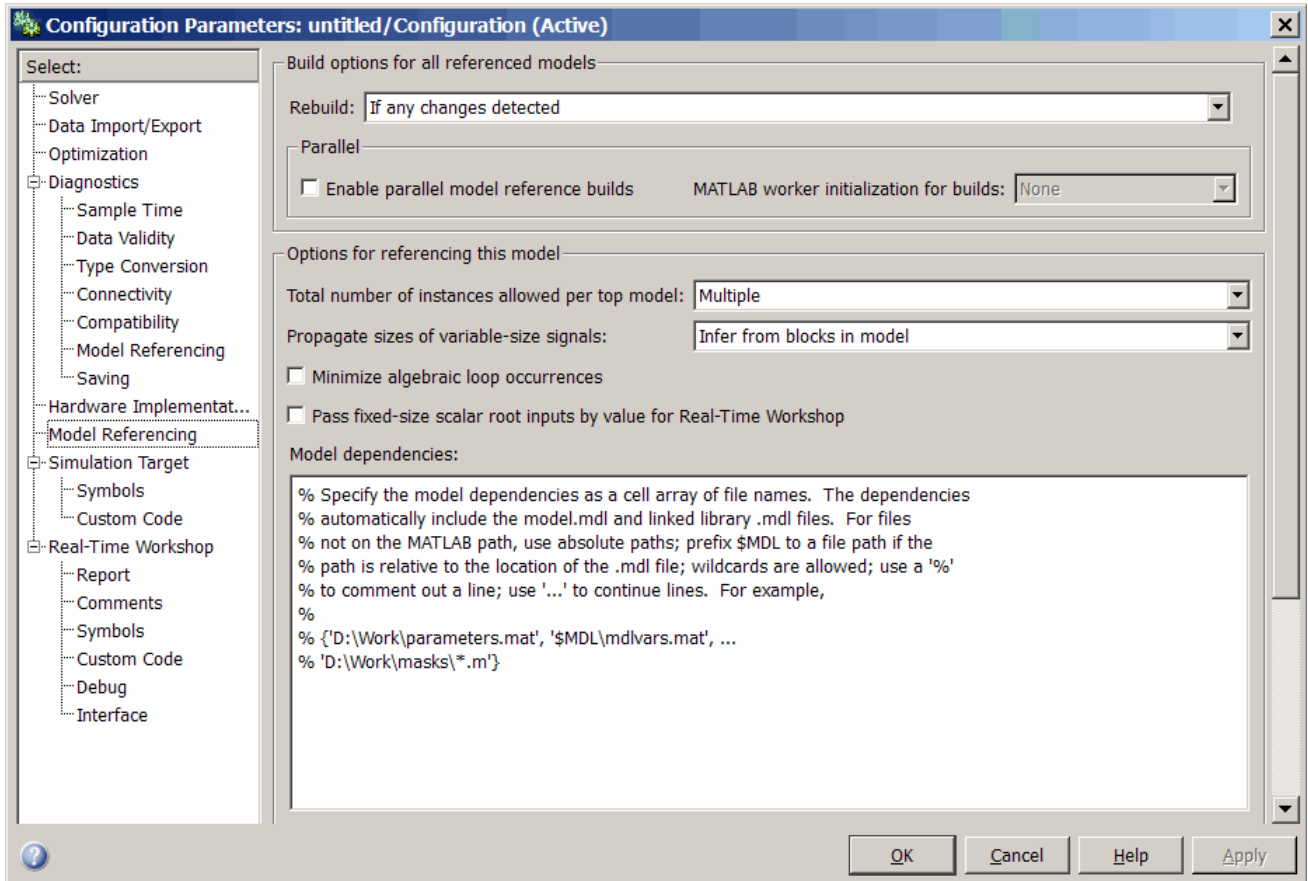 Configuration Parameters: untitled/Configuration (Active)
Select:
Solver
Data Import/Export
Optimization
Diagnostics
Sample Time
Data Validity
Type Conversion
Connectivity
Compatibility
Model Referencing
Saving
Hardware Implementat...
Model Referencing
Simulation Target
Symbols
Custom Code
Real-Time Workshop
Report
Comments
Symbols
Custom Code
Debug
Interface
Build options for all referenced models
Rebuild: If any changes detected
Parallel
Enable parallel model reference builds MATLAB worker initialization for builds: None
Options for referencing this model
Total number of instances allowed per top model: Multiple
Propagate sizes of variable-size signals: Infer from blocks in model
Minimize algebraic loop occurrences
Pass fixed-size scalar root inputs by value for Real-Time Workshop
Model dependencies:
% Specify the model dependencies as a cell array of file names.  The dependencies
% automatically include the model.mdl and linked library .mdl files.  For files
% not on the MATLAB path, use absolute paths; prefix $MDL to a file path if the
% path is relative to the location of the .mdl file; wildcards are allowed; use a '%'
% to comment out a line; use '...' to continue lines.  For example,
%
% {'D:\Work\parameters.mat', '$MDL\mdlvars.mat', ...
% 'D:\Work\masks\*.m'}
OK Cancel Help Apply